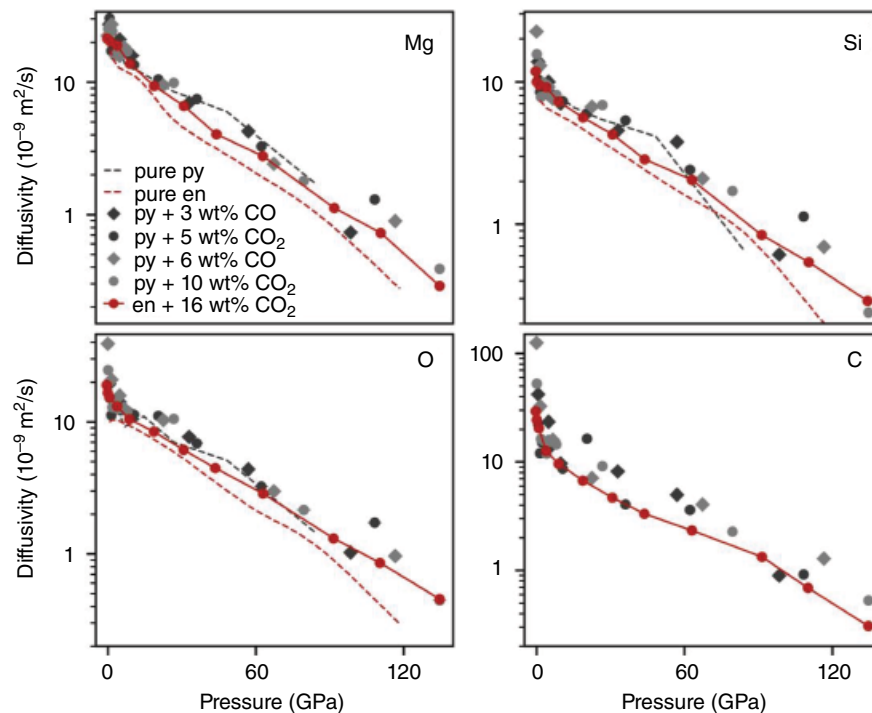 Mg
Si
Diffusivity (10⁻⁹ m²/s)
10
1
pure py
pure en
py + 3 wt% CO
py + 5 wt% CO₂
py + 6 wt% CO
py + 10 wt% CO₂
en + 16 wt% CO₂
10
1
O
C
Diffusivity (10⁻⁹ m²/s)
10
1
100
10
1
0 60 120
0 60 120
Pressure (GPa)
Pressure (GPa)